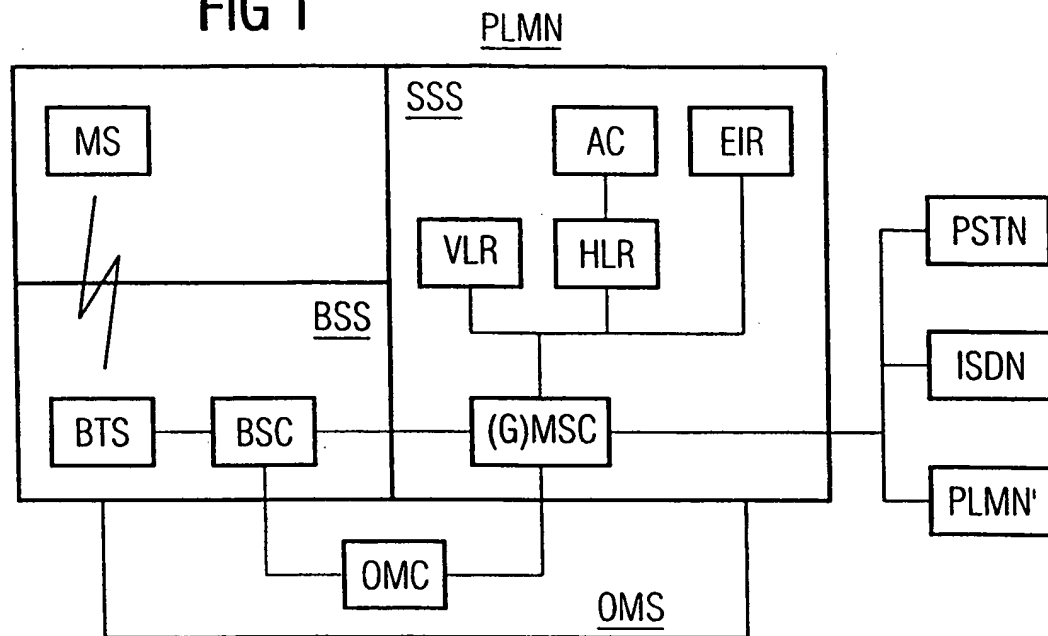 FIG 1
PLMN
SSS
MS
AC
EIR
VLR
HLR
PSTN
BSS
ISDN
BTS
BSC
(G)MSC
PLMN'
OMC
OMS